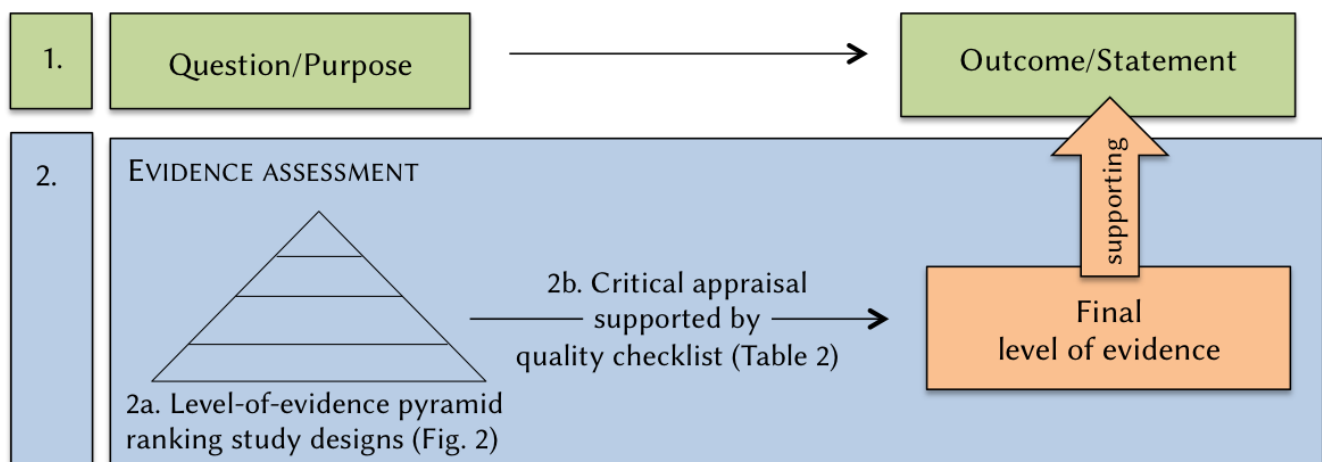 1.
Question/Purpose
Outcome/Statement
2.
EVIDENCE ASSESSMENT
supporting
2b. Critical appraisal
supported by
quality checklist (Table 2)
Final
level of evidence
2a. Level-of-evidence pyramid
ranking study designs (Fig. 2)